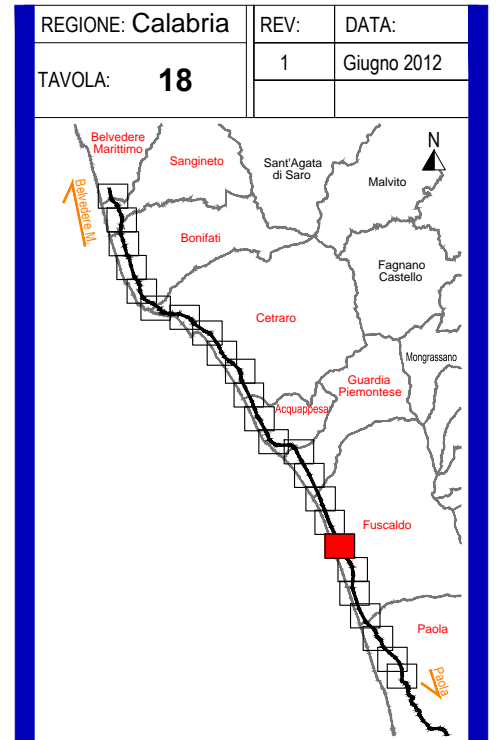 REGIONE: Calabria
REV:
DATA:
TAVOLA: 18
1
Giugno 2012
Belvedere
Marittimo
Sangineto
Sant'Agata
di Saro
Malvito
N
Belvedere M.
Bonifati
Fagnano
Castello
Cetraro
Mongrassano
Guardia
Piemontese
Acquappesa
Fuscaldo
Paola
Paola